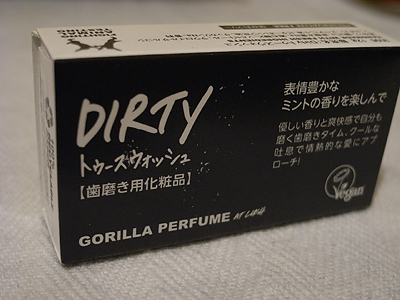 FIGHTING
ANIMAL
TESTING
DIRTY
トゥースウォッシュ
【歯磨き用化粧品】
GORILLA PERFUME AT LUSH
表情豊かな
ミントの香りを楽しんで
優しい香りと爽快感で自分も
磨く歯磨きタイム、クールな
吐息で情熱的な愛にアプ
ローチ!
Vegan